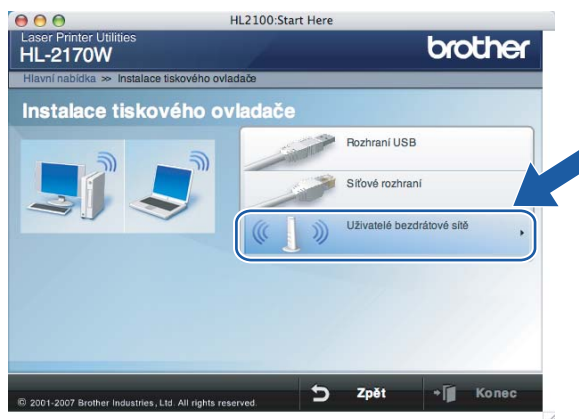 HL2100:Start Here
Laser Printer Utilities
HL-2170W
brother
Hlavní nabídka >> Instalace tiskového ovladače
Instalace tiskového ovladače
Rozhraní USB
Síťové rozhraní
Uživatelé bezdrátové sítě
© 2001-2007 Brother Industries, Ltd. All rights reserved.
Zpět
Konec